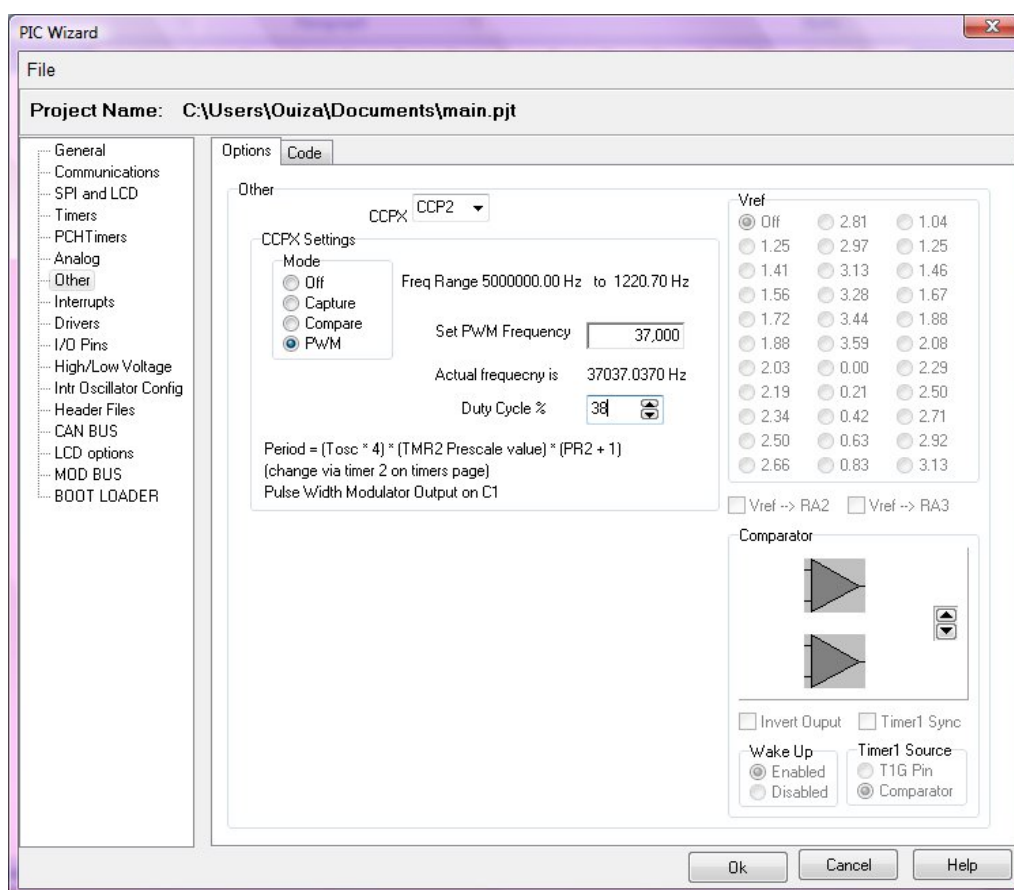 PIC Wizard
File
Project Name: C:\Users\Ouiza\Documents\main.pjt
General
Communications
SPI and LCD
Timers
PCHTimers
Analog
Other
Interrupts
Drivers
I/O Pins
High/Low Voltage
Intr Oscillator Config
Header Files
CAN BUS
LCD options
MOD BUS
BOOT LOADER
Options Code
Other
CCPX CCP2
CCPX Settings
Mode
Off
Capture
Compare
PWM
Freq Range 5000000.00 Hz to 1220.70 Hz
Set PWM Frequency 37,000
Actual frequecny is 37037.0370 Hz
Duty Cycle % 38
Period = (Tosc * 4) * (TMR2 Prescale value) * (PR2 + 1)
(change via timer 2 on timers page)
Pulse Width Modulator Output on C1
Vref
Off 2.81 1.04
1.25 2.97 1.25
1.41 3.13 1.46
1.56 3.28 1.67
1.72 3.44 1.88
1.88 3.59 2.08
2.03 0.00 2.29
2.19 0.21 2.50
2.34 0.42 2.71
2.50 0.63 2.92
2.66 0.83 3.13
Vref --> RA2 Vref --> RA3
Comparator
Invert Ouput Timer1 Sync
Wake Up
Enabled
Disabled
Timer1 Source
T1G Pin
Comparator
Ok Cancel Help